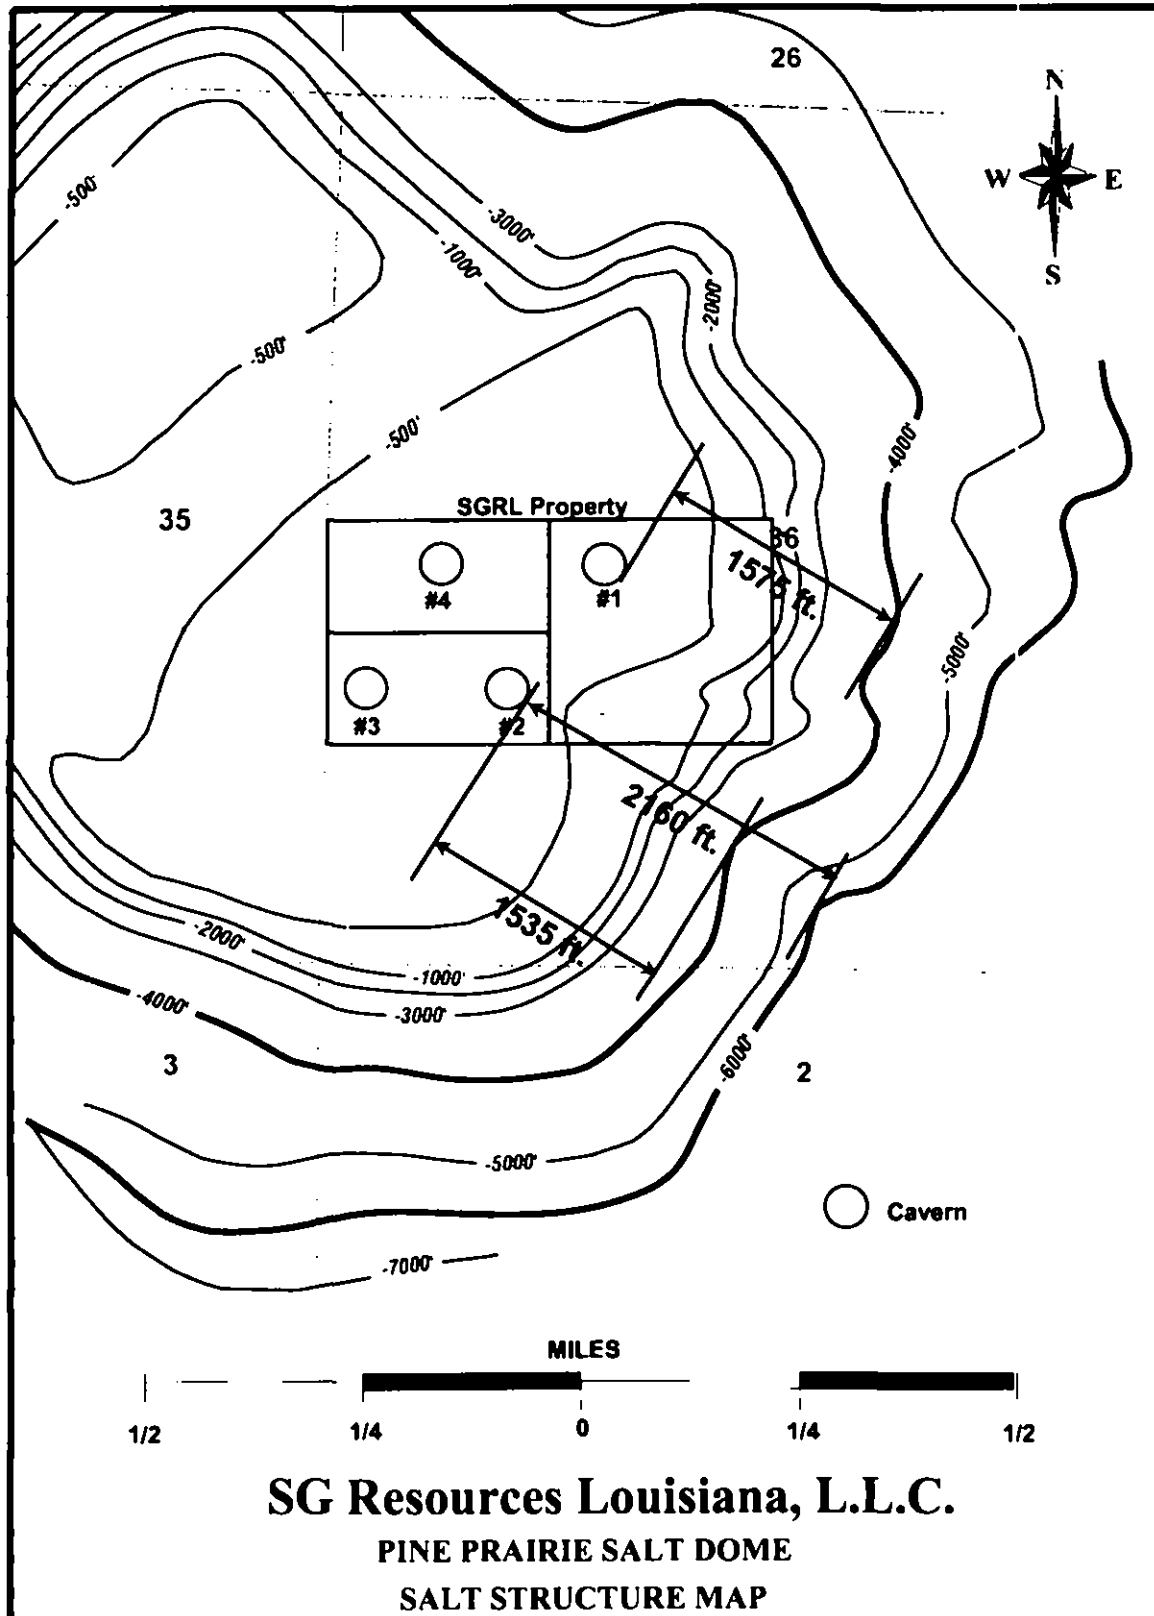 26
N
W E
S
-500'
-3000'
-1000'
-2000'
-500'
-500'
-4000'
35
SGRL Property
36
1575 ft.
#4
#1
-5000'
#3
#2
2160 ft.
1535 ft.
-2000'
-1000'
-4000'
-3000'
3
-6000'
2
-5000'
Cavern
-7000'
MILES
1/2 1/4 0 1/4 1/2
SG Resources Louisiana, L.L.C.
PINE PRAIRIE SALT DOME
SALT STRUCTURE MAP